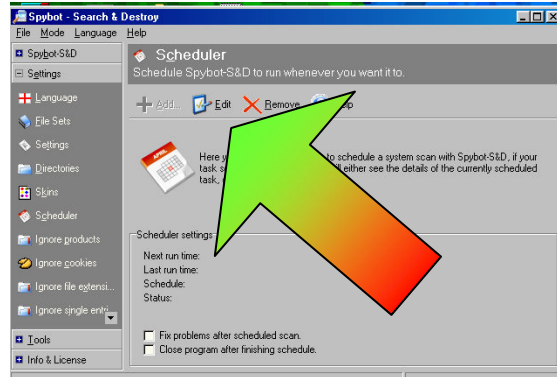 Spybot - Search & Destroy
File Mode Language Help
Spybot-S&D
Settings
Language
File Sets
Settings
Directories
Skins
Scheduler
Ignore products
Ignore cookies
Ignore file extensi...
Ignore single entri...
Tools
Info & License
Scheduler
Schedule Spybot-S&D to run whenever you want it to.
Add... Edit Remove
Here to schedule a system scan with Spybot-S&D, if your
task either see the details of the currently scheduled
task,
Scheduler settings
Next run time:
Last run time:
Schedule:
Status:
Fix problems after scheduled scan.
Close program after finishing schedule.
APRIL